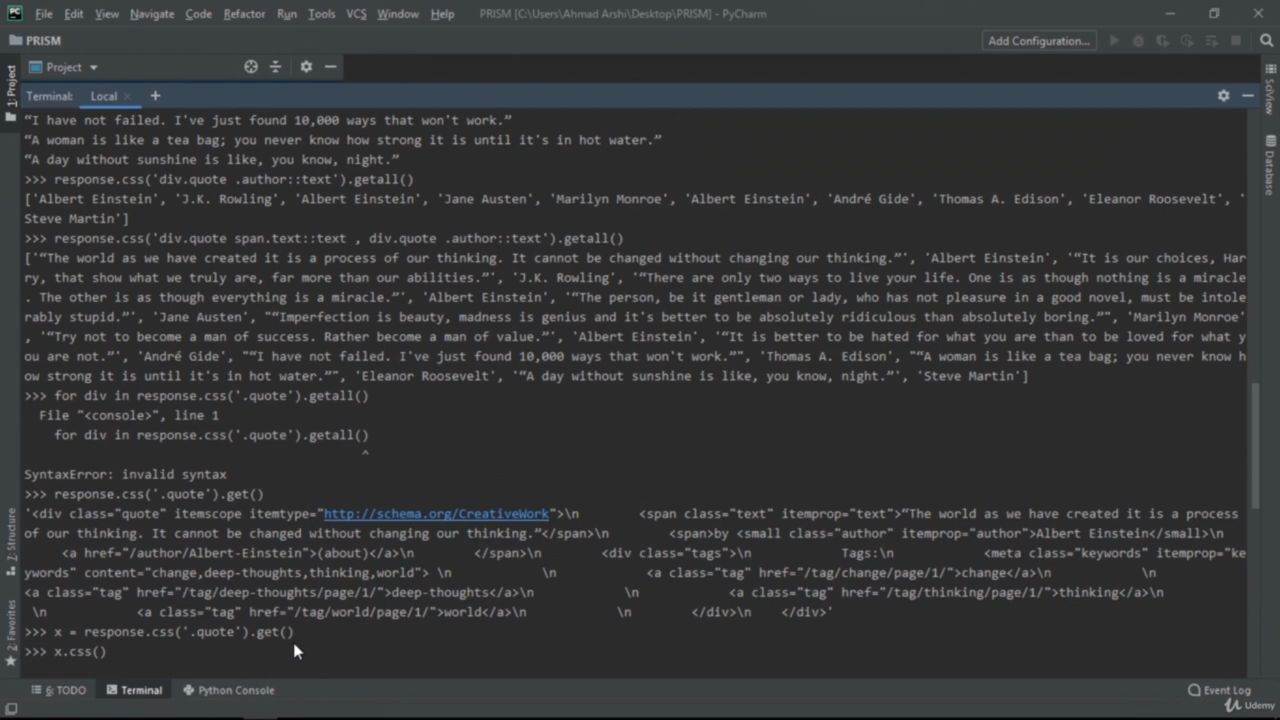 PC File Edit View Navigate Code Refactor Run Tools VCS Window Help PRISM [C:\Users\Ahmad Arshi\Desktop\PRISM] - PyCharm
PRISM Add Configuration...
1: Project
Project
Terminal: Local
“I have not failed. I've just found 10,000 ways that won't work.”
“A woman is like a tea bag; you never know how strong it is until it's in hot water.”
“A day without sunshine is like, you know, night.”
>>> response.css('div.quote .author::text').getall()
['Albert Einstein', 'J.K. Rowling', 'Albert Einstein', 'Jane Austen', 'Marilyn Monroe', 'Albert Einstein', 'André Gide', 'Thomas A. Edison', 'Eleanor Roosevelt', '
Steve Martin']
>>> response.css('div.quote span.text::text , div.quote .author::text').getall()
['“The world as we have created it is a process of our thinking. It cannot be changed without changing our thinking.”', 'Albert Einstein', '“It is our choices, Har
ry, that show what we truly are, far more than our abilities.”', 'J.K. Rowling', '“There are only two ways to live your life. One is as though nothing is a miracle
. The other is as though everything is a miracle.”', 'Albert Einstein', '“The person, be it gentleman or lady, who has not pleasure in a good novel, must be intole
rably stupid.”', 'Jane Austen', "“Imperfection is beauty, madness is genius and it's better to be absolutely ridiculous than absolutely boring.”", 'Marilyn Monroe'
, '“Try not to become a man of success. Rather become a man of value.”', 'Albert Einstein', '“It is better to be hated for what you are than to be loved for what y
ou are not.”', 'André Gide', "“I have not failed. I've just found 10,000 ways that won't work.”", 'Thomas A. Edison', "“A woman is like a tea bag; you never know h
ow strong it is until it's in hot water.”", 'Eleanor Roosevelt', '“A day without sunshine is like, you know, night.”', 'Steve Martin']
>>> for div in response.css('.quote').getall()
File "<console>", line 1
for div in response.css('.quote').getall()
^
SyntaxError: invalid syntax
>>> response.css('.quote').get()
'<div class="quote" itemscope itemtype="http://schema.org/CreativeWork">\n <span class="text" itemprop="text">“The world as we have created it is a process
of our thinking. It cannot be changed without changing our thinking.”</span>\n <span>by <small class="author" itemprop="author">Albert Einstein</small>\n
<a href="/author/Albert-Einstein">(about)</a>\n </span>\n <div class="tags">\n Tags:\n <meta class="keywords" itemprop="ke
ywords" content="change,deep-thoughts,thinking,world"> \n \n <a class="tag" href="/tag/change/page/1/">change</a>\n \n
<a class="tag" href="/tag/deep-thoughts/page/1/">deep-thoughts</a>\n \n <a class="tag" href="/tag/thinking/page/1/">thinking</a>\n
\n <a class="tag" href="/tag/world/page/1/">world</a>\n \n </div>\n </div>'
>>> x = response.css('.quote').get()
>>> x.css()
SciView
Database
7: Structure
2: Favorites
6: TODO Terminal Python Console Event Log
Udemy